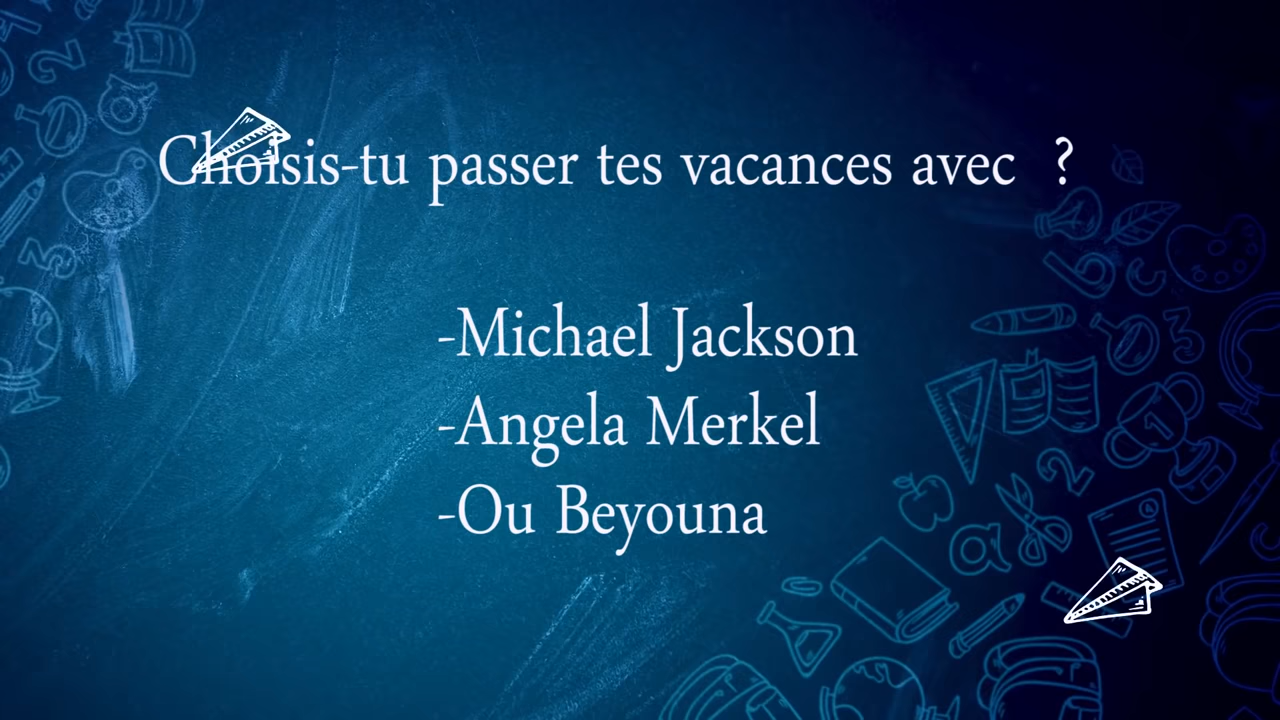 Choisis-tu passer tes vacances avec ?
-Michael Jackson
-Angela Merkel
-Ou Beyouna